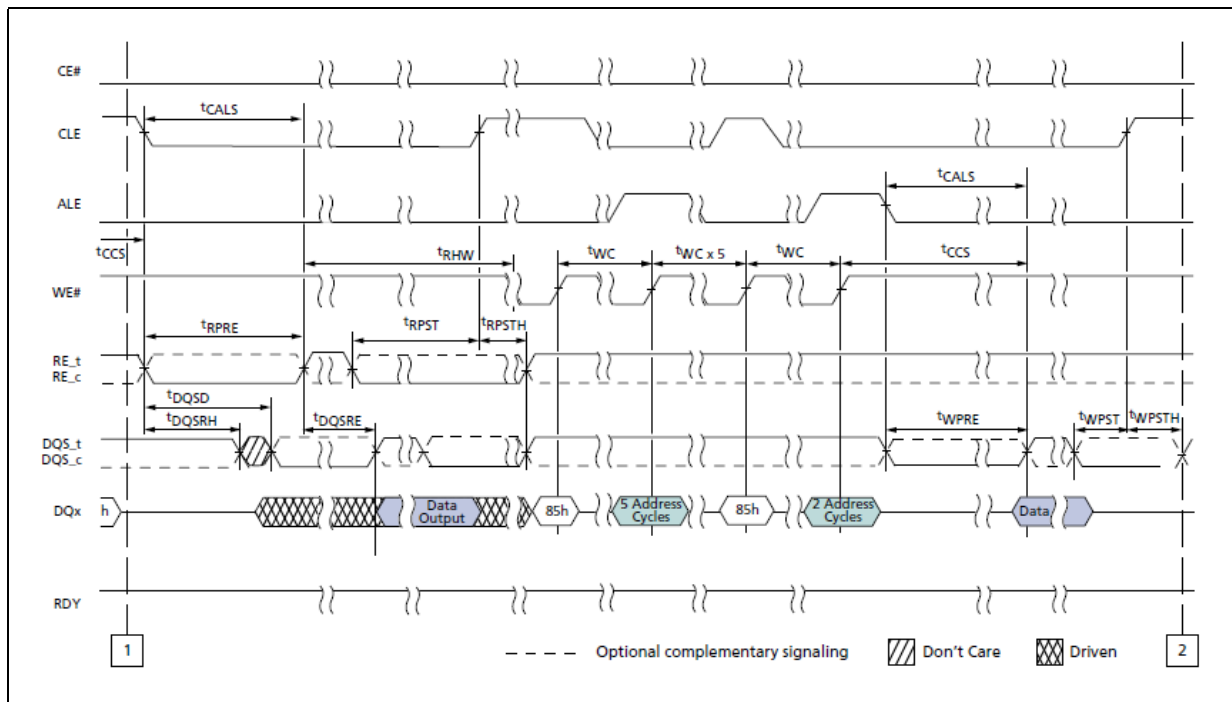 CE#
tCALS
CLE
tCALS
ALE
tCCS
tRHW
tWC
tWC x 5
tWC
tCCS
WE#
tRPRE
tRPST
tRPSTH
RE_t
RE_c
tDQSD
tDQSRH
tDQSRE
tWPRE
tWPST
tWPSTH
DQS_t
DQS_c
DQx
h
Data
Output
85h
5 Address
Cycles
85h
2 Address
Cycles
Data
RDY
1
Optional complementary signaling
Don't Care
Driven
2